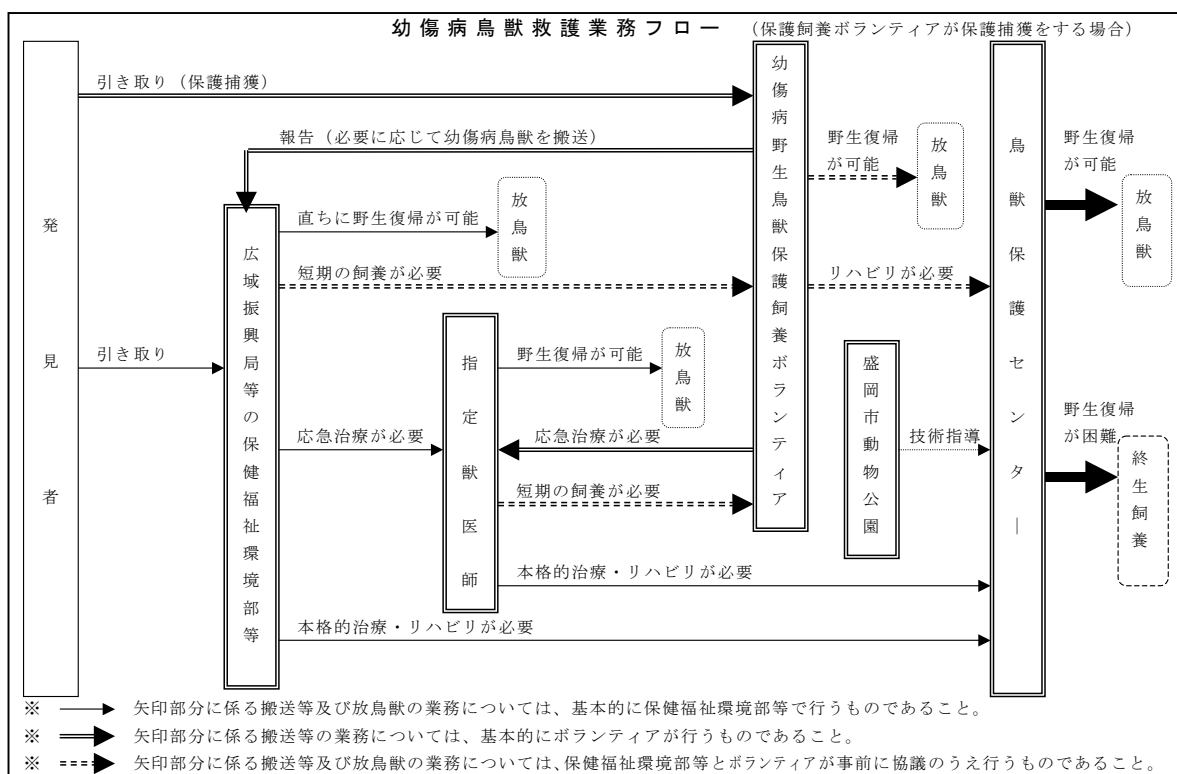 幼傷病鳥獣救護業務フロー （保護飼養ボランティアが保護捕獲をする場合）
発見者
引き取り（保護捕獲）
報告（必要に応じて幼傷病鳥獣を搬送）
引き取り
広域振興局等の保健福祉環境部等
直ちに野生復帰が可能
放鳥獣
短期の飼養が必要
応急治療が必要
指定獣医師
野生復帰が可能
放鳥獣
応急治療が必要
短期の飼養が必要
本格的治療・リハビリが必要
本格的治療・リハビリが必要
幼傷病野生鳥獣保護飼養ボランティア
野生復帰
が可能
放鳥獣
リハビリが必要
盛岡市動物公園
技術指導
鳥獣保護センター
野生復帰
が可能
放鳥獣
野生復帰
が困難
終生飼養
※ 矢印部分に係る搬送等及び放鳥獣の業務については、基本的に保健福祉環境部等で行うものであること。
※ 矢印部分に係る搬送等の業務については、基本的にボランティアが行うものであること。
※ 矢印部分に係る搬送等及び放鳥獣の業務については、保健福祉環境部等とボランティアが事前に協議のうえ行うものであること。